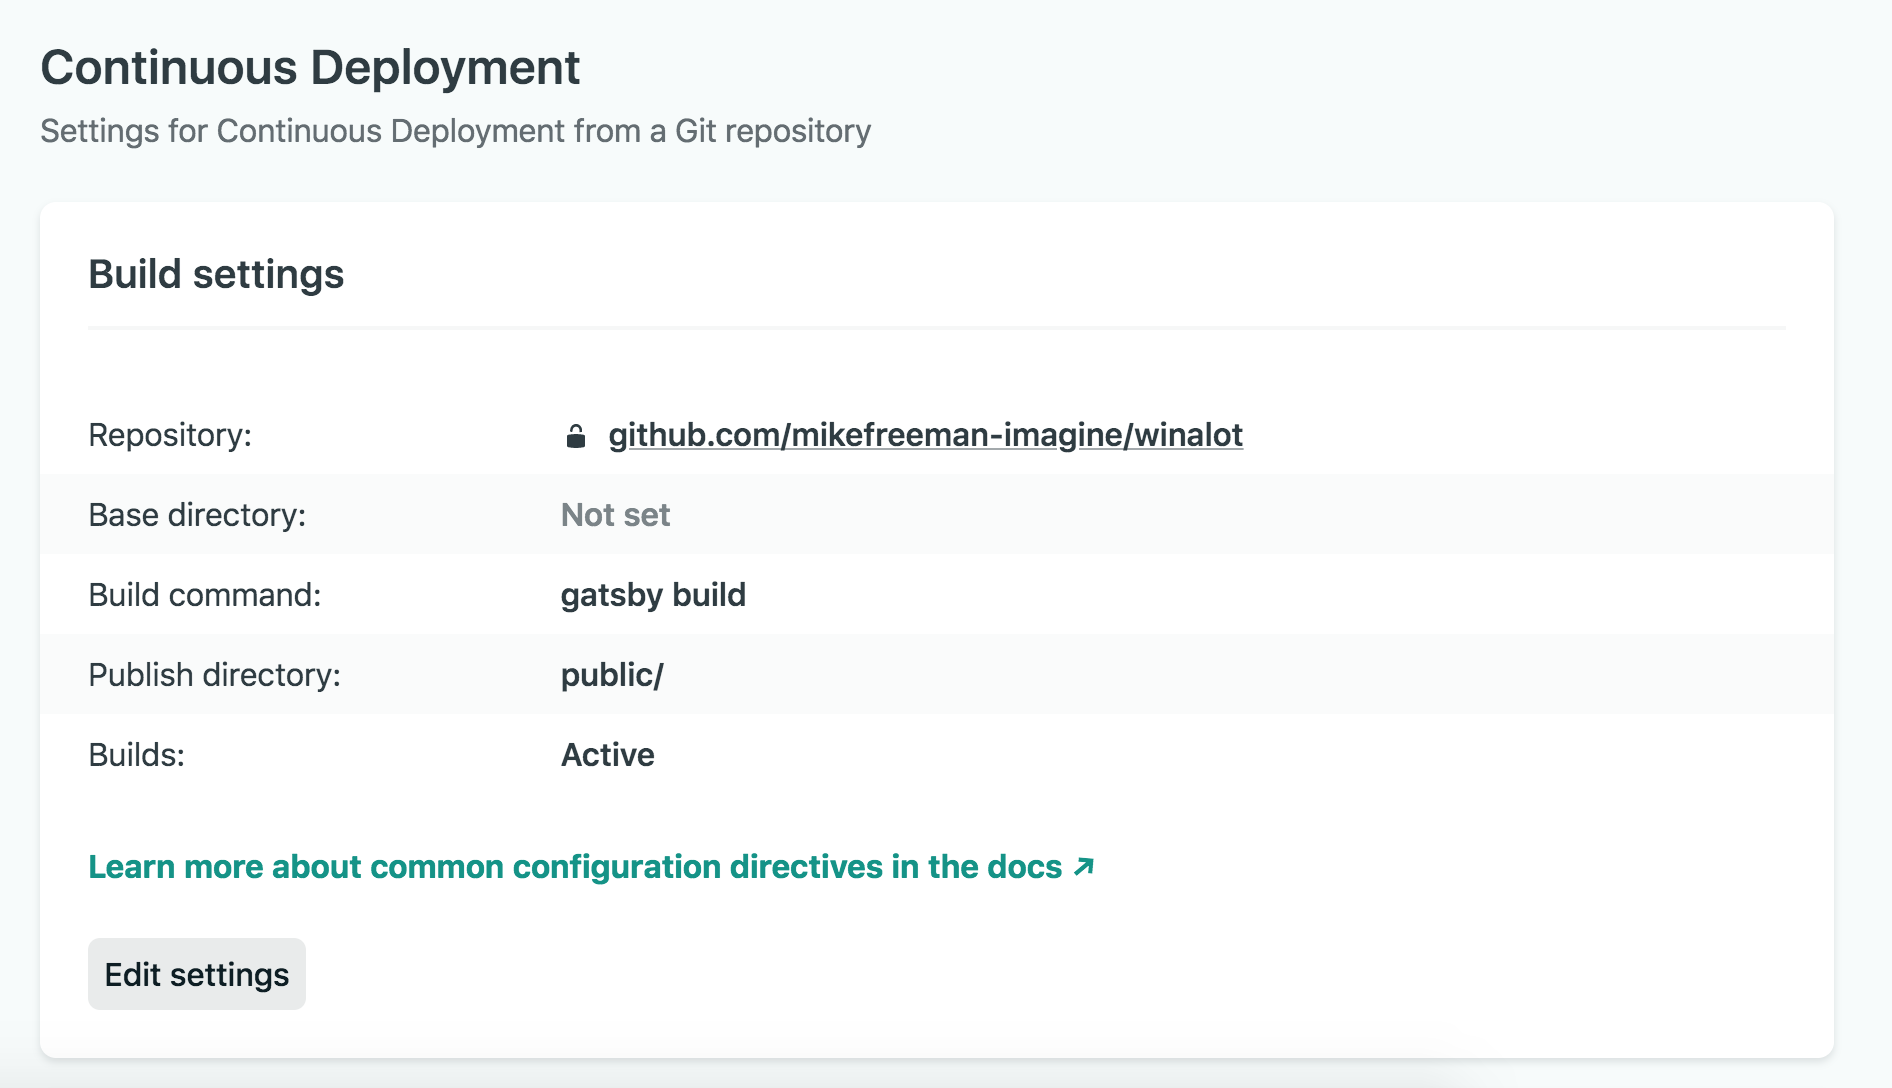 Continuous Deployment
Settings for Continuous Deployment from a Git repository
Build settings
Repository: github.com/mikefreeman-imagine/winalot
Base directory: Not set
Build command: gatsby build
Publish directory: public/
Builds: Active
Learn more about common configuration directives in the docs ↗
Edit settings